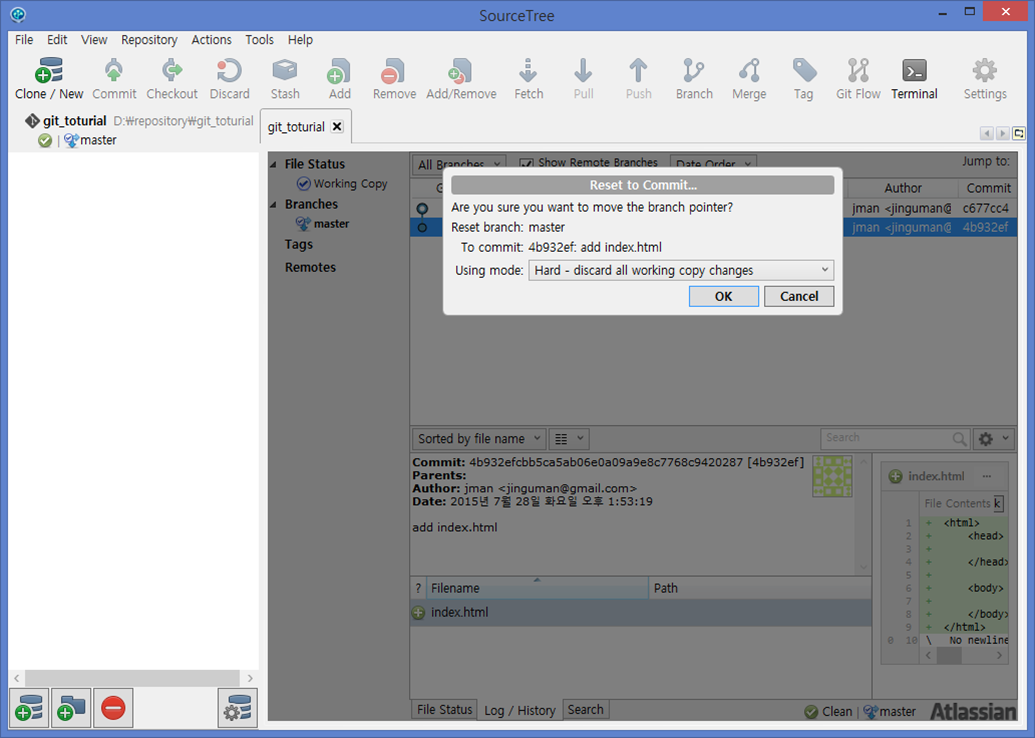 SourceTree
File Edit View Repository Actions Tools Help
Clone / New Commit Checkout Discard Stash Add Remove Add/Remove Fetch Pull Push Branch Merge Tag Git Flow Terminal Settings
git_toturial D:₩repository₩git_toturial
master
git_toturial
File Status
Working Copy
Branches
master
Tags
Remotes
All Branches Show Remote Branches Date Order Jump to:
Author Commit
jman <jinguman@ c677cc4
jman <jinguman@ 4b932ef
Reset to Commit...
Are you sure you want to move the branch pointer?
Reset branch: master
To commit: 4b932ef: add index.html
Using mode: Hard - discard all working copy changes
OK Cancel
Sorted by file name Search
Commit: 4b932efcbb5ca5ab06e0a09a9e8c7768c9420287 [4b932ef]
Parents:
Author: jman <jinguman@gmail.com>
Date: 2015년 7월 28일 화요일 오후 1:53:19
add index.html
? Filename Path
index.html
index.html ...
File Contents
1 + <html>
2 + <head>
3 +
4 + </head>
5 +
6 + <body>
7 +
8 + </body>
9 + </html>
0 10 \ No newline
File Status Log / History Search
Clean master Atlassian